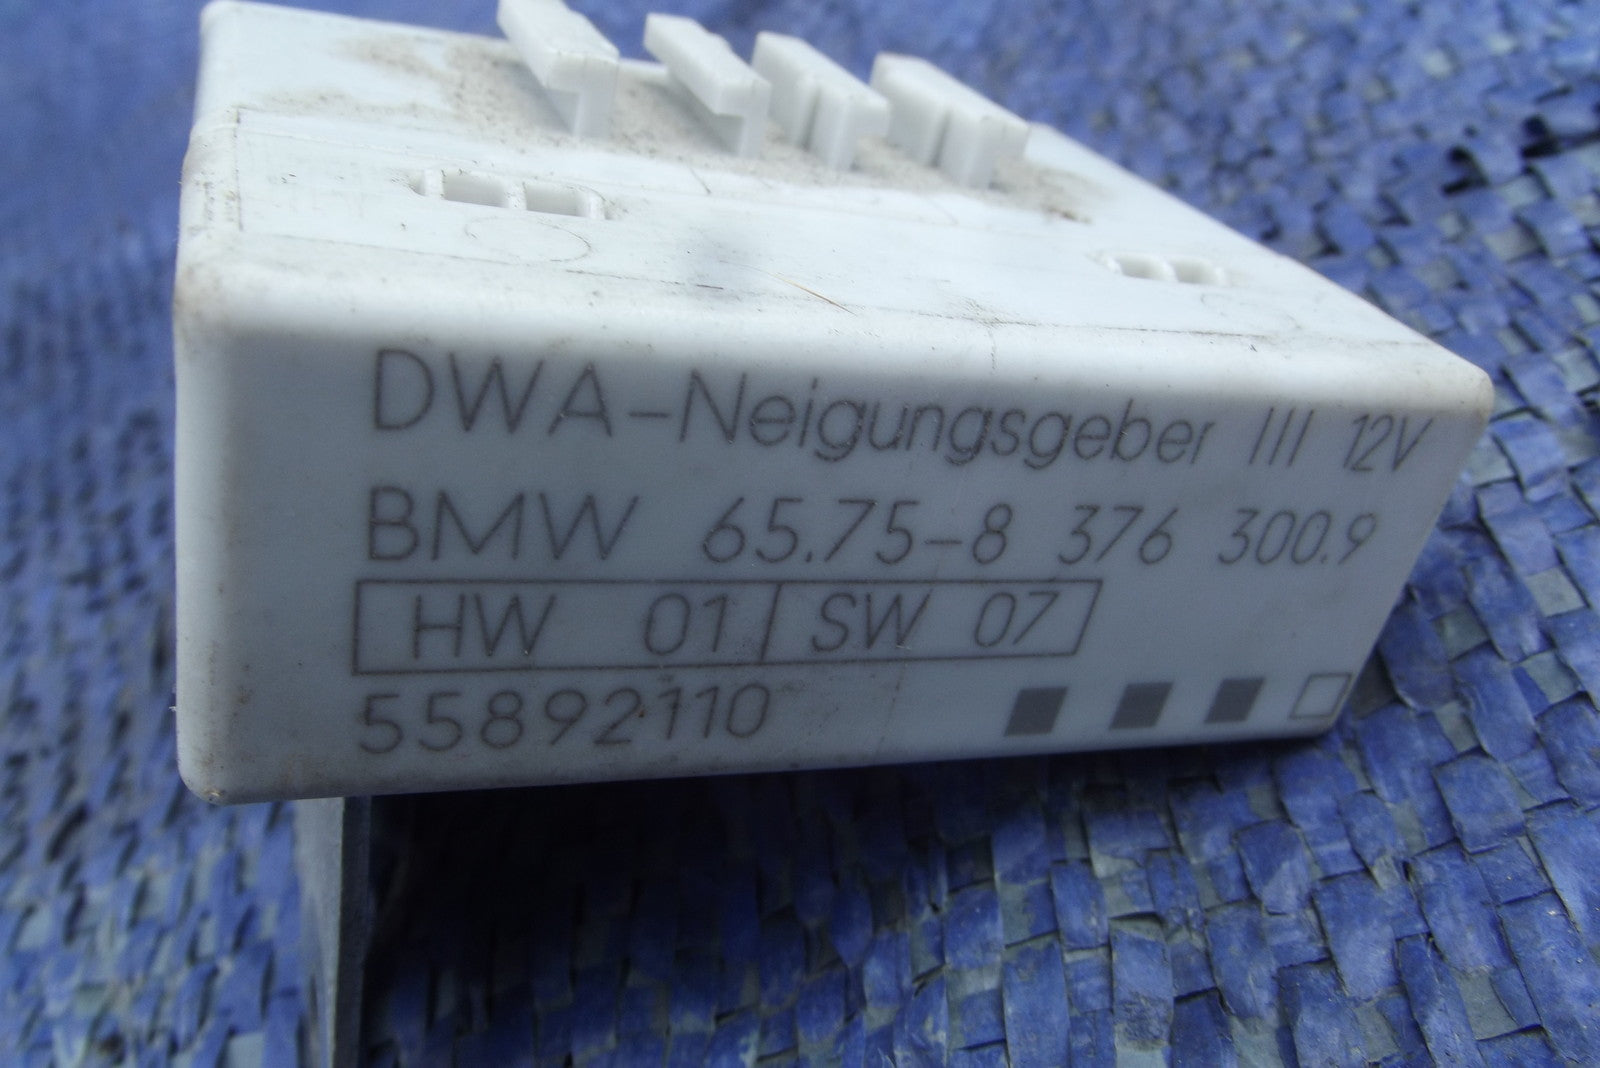 DWA-Neigungsgeber III 12V
BMW 65.75-8 376 300.9
HW 01 SW 07
55892110